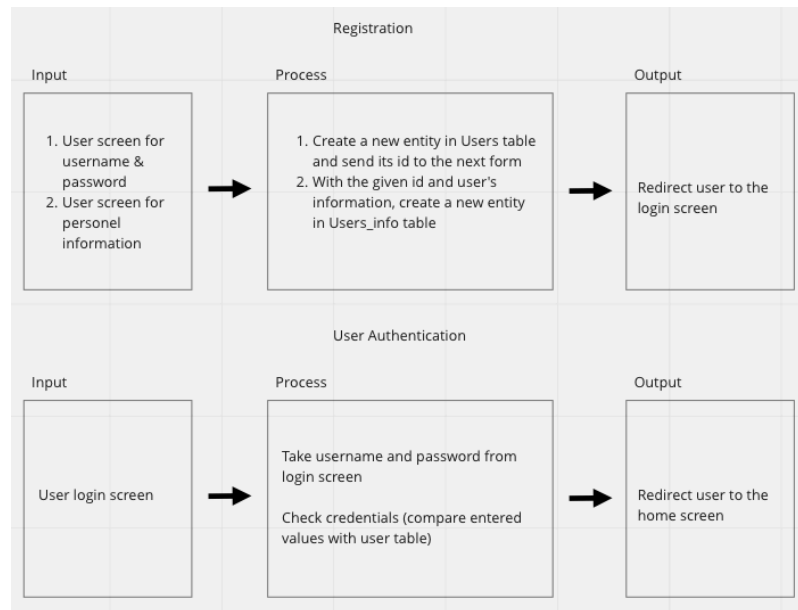 Registration
Input
Process
Output
1. User screen for
username &
password
2. User screen for
personel
information
1. Create a new entity in Users table
and send its id to the next form
2. With the given id and user's
information, create a new entity
in Users_info table
Redirect user to the
login screen
User Authentication
Input
Process
Output
User login screen
Take username and password from
login screen
Check credentials (compare entered
values with user table)
Redirect user to the
home screen